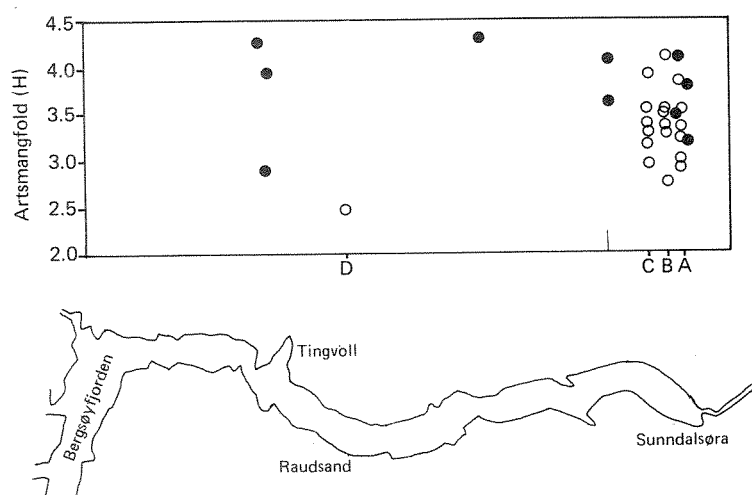 Artsmangfold (H)
4.5
4.0
3.5
3.0
2.5
2.0
D
C B A
Tingvoll
Bergsøyfjorden
Raudsand
Sunndalsøra